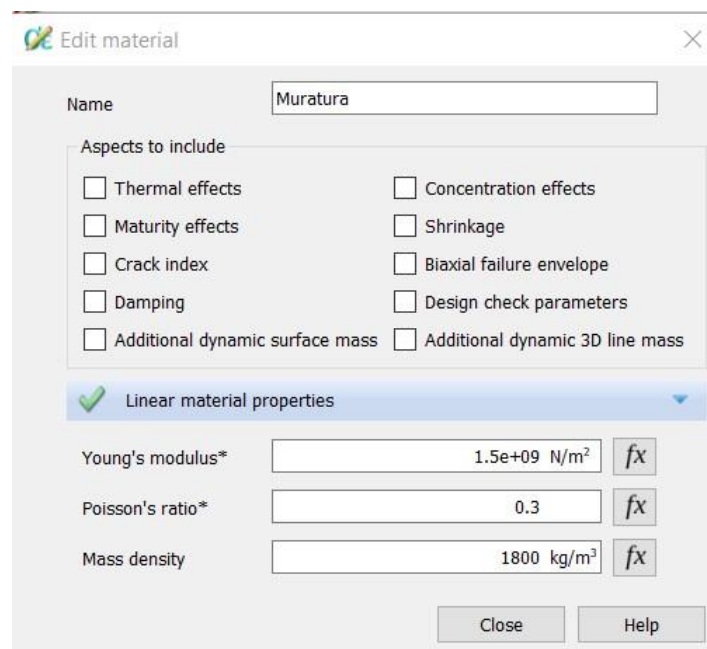 Edit material
Name Muratura
Aspects to include
Thermal effects Concentration effects
Maturity effects Shrinkage
Crack index Biaxial failure envelope
Damping Design check parameters
Additional dynamic surface mass Additional dynamic 3D line mass
Linear material properties
Young's modulus* 1.5e+09 N/m² fx
Poisson's ratio* 0.3 fx
Mass density 1800 kg/m³ fx
Close Help